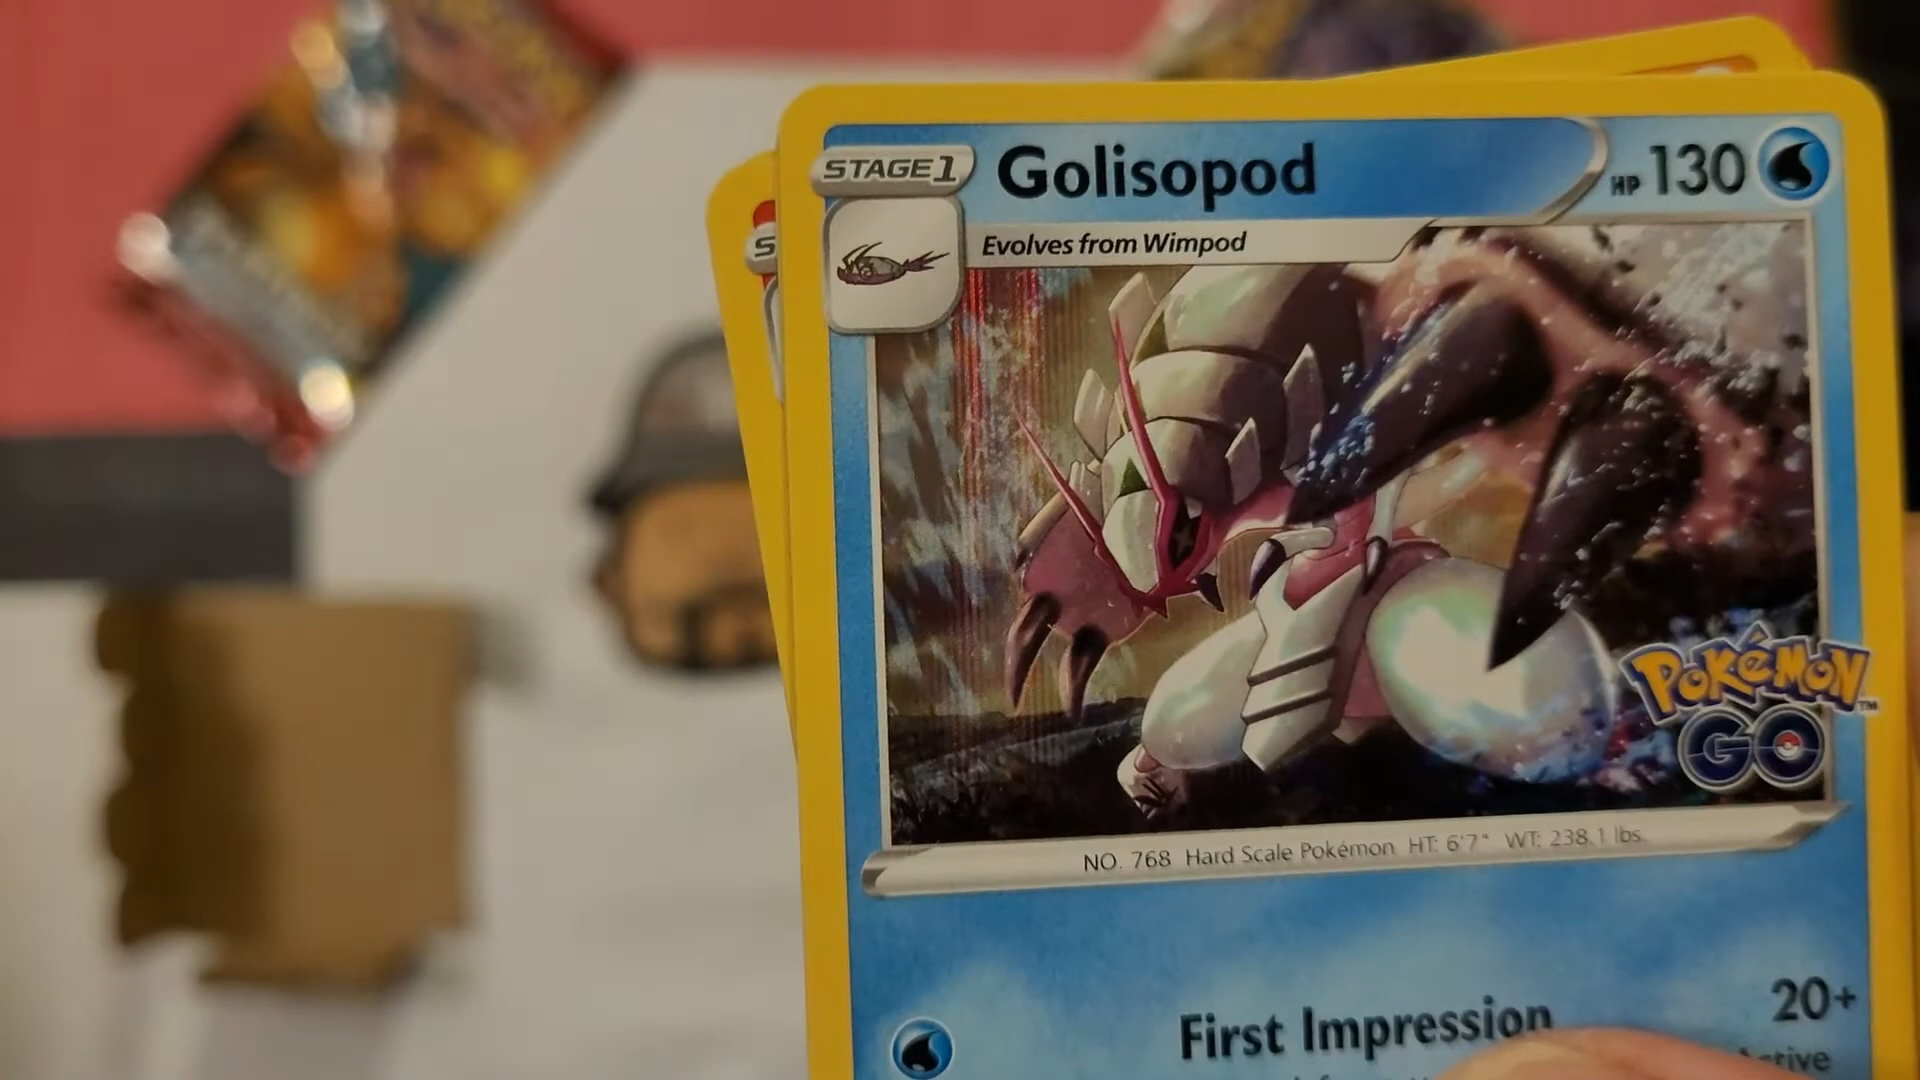 STAGE 1
Golisopod
HP 130
Evolves from Wimpod
POKéMON
GO
TM
NO. 768 Hard Scale Pokémon HT: 6'7" WT: 238.1 lbs.
First Impression
20+